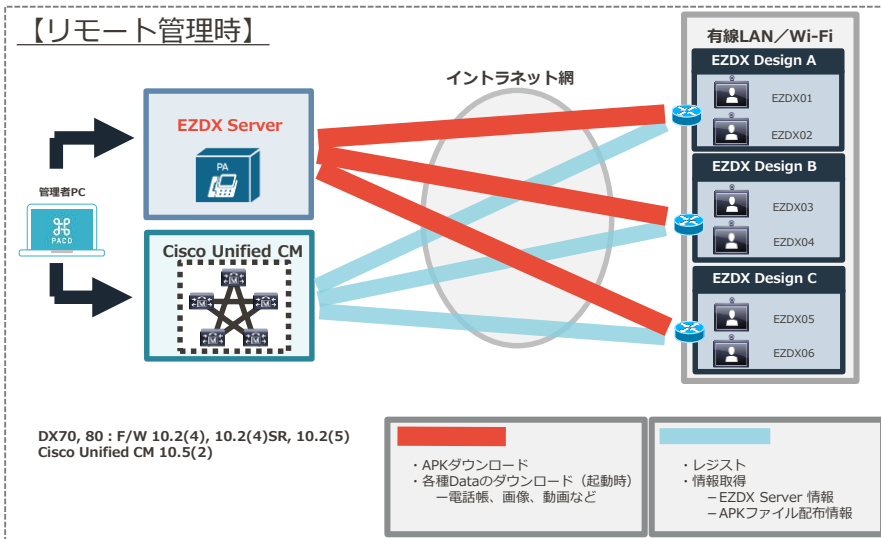 【リモート管理時】
有線LAN／Wi-Fi
EZDX Design A
EZDX01
EZDX02
イントラネット網
EZDX Server
PA
管理者PC
PACD
Cisco Unified CM
M
M
M
M
M
EZDX Design B
EZDX03
EZDX04
EZDX Design C
EZDX05
EZDX06
DX70, 80 : F/W 10.2(4), 10.2(4)SR, 10.2(5)
Cisco Unified CM 10.5(2)
・APKダウンロード
・各種Dataのダウンロード（起動時）
ー電話帳、画像、動画など
・レジスト
・情報取得
－EZDX Server 情報
－APKファイル配布情報